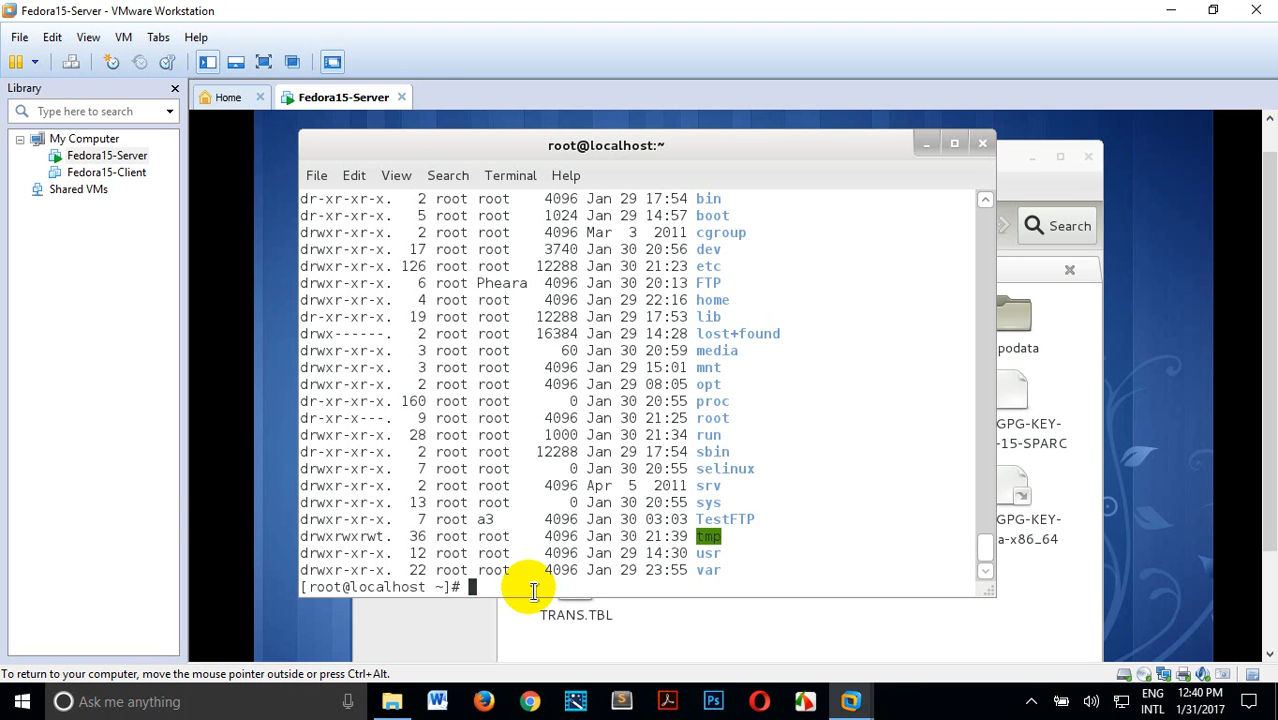 Fedora15-Server - VMware Workstation
File Edit View VM Tabs Help
Library
Type here to search
My Computer
Fedora15-Server
Fedora15-Client
Shared VMs
Home
Fedora15-Server
root@localhost:~
File Edit View Search Terminal Help
dr-xr-xr-x. 2 root root 4096 Jan 29 17:54 bin
dr-xr-xr-x. 5 root root 1024 Jan 29 14:57 boot
drwxr-xr-x. 2 root root 4096 Mar 3 2011 cgroup
drwxr-xr-x. 17 root root 3740 Jan 30 20:56 dev
drwxr-xr-x. 126 root root 12288 Jan 30 21:23 etc
drwxr-xr-x. 6 root Pheara 4096 Jan 30 20:13 FTP
drwxr-xr-x. 4 root root 4096 Jan 29 22:16 home
dr-xr-xr-x. 19 root root 12288 Jan 29 17:53 lib
drwx------. 2 root root 16384 Jan 29 14:28 lost+found
drwxr-xr-x. 3 root root 60 Jan 30 20:59 media
drwxr-xr-x. 3 root root 4096 Jan 29 15:01 mnt
drwxr-xr-x. 2 root root 4096 Jan 29 08:05 opt
dr-xr-xr-x. 160 root root 0 Jan 30 20:55 proc
dr-xr-x---. 9 root root 4096 Jan 30 21:25 root
drwxr-xr-x. 28 root root 1000 Jan 30 21:34 run
dr-xr-xr-x. 2 root root 12288 Jan 29 17:54 sbin
drwxr-xr-x. 7 root root 0 Jan 30 20:55 selinux
drwxr-xr-x. 2 root root 4096 Apr 5 2011 srv
drwxr-xr-x. 13 root root 0 Jan 30 20:55 sys
drwxr-xr-x. 7 root a3 4096 Jan 30 03:03 TestFTP
drwxrwxrwt. 36 root root 4096 Jan 30 21:39 tmp
drwxr-xr-x. 12 root root 4096 Jan 29 14:30 usr
drwxr-xr-x. 22 root root 4096 Jan 29 23:55 var
[root@localhost ~]#
Search
podata
GPG-KEY-
-15-SPARC
GPG-KEY-
a-x86_64
TRANS.TBL
To return to your computer, move the mouse pointer outside or press Ctrl+Alt.
Ask me anything
ENG
INTL
12:40 PM
1/31/2017